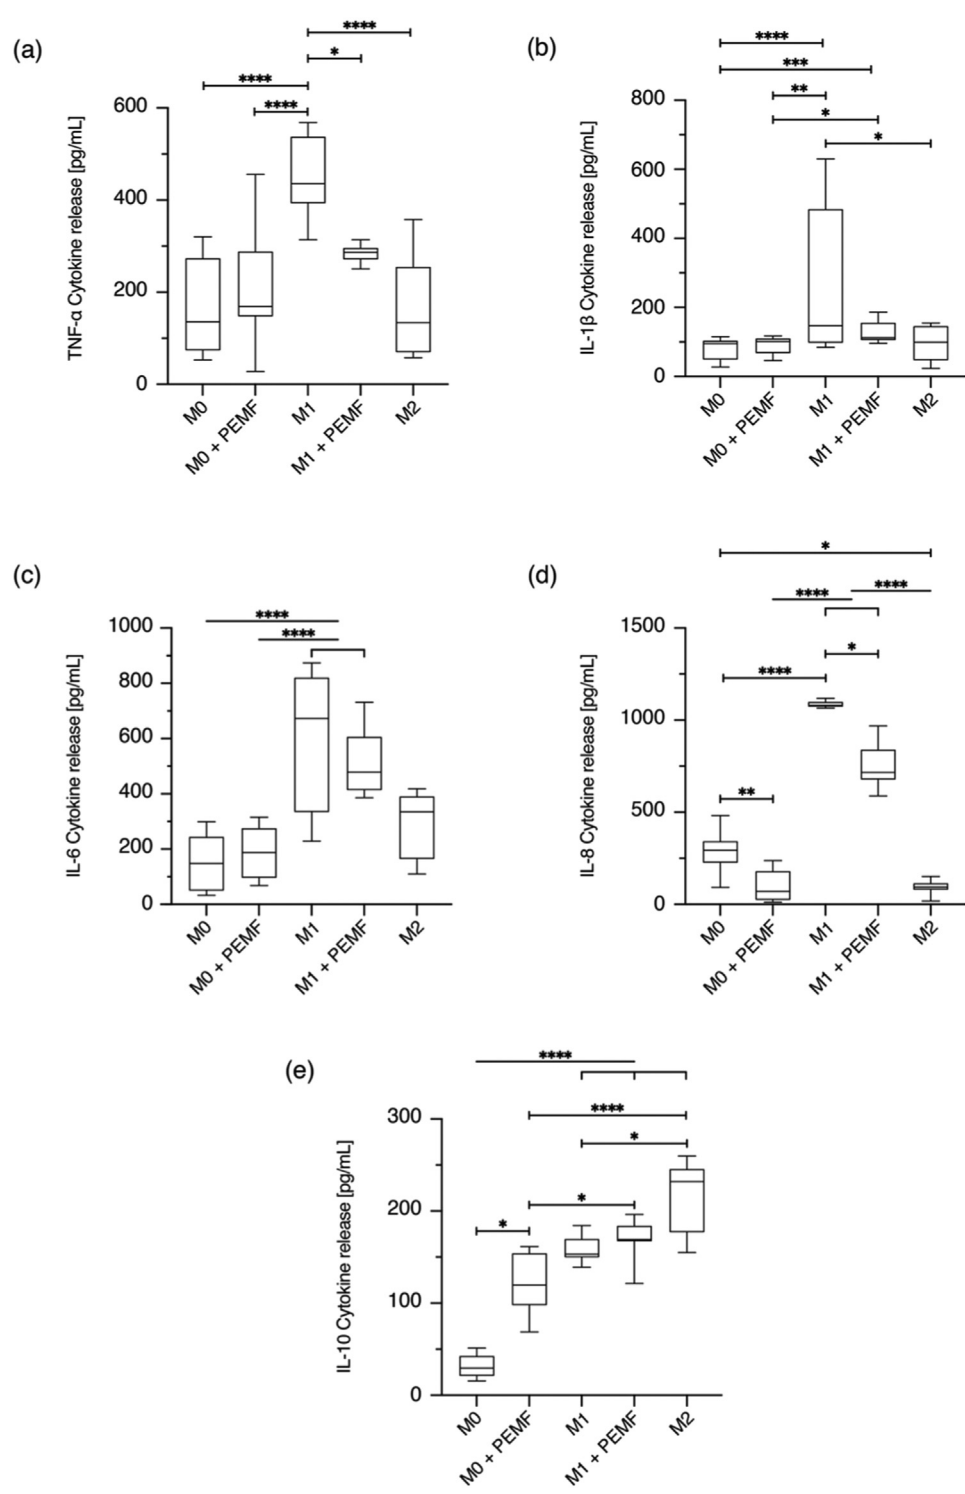 (a)
****
*
****
****
TNF-α Cytokine release [pg/mL]
600
400
200
0
M0
M0 + PEMF
M1
M1 + PEMF
M2
(b)
****
***
**
*
*
IL-1β Cytokine release [pg/mL]
800
600
400
200
0
M0
M0 + PEMF
M1
M1 + PEMF
M2
(c)
****
****
IL-6 Cytokine release [pg/mL]
1000
800
600
400
200
0
M0
M0 + PEMF
M1
M1 + PEMF
M2
(d)
*
****
****
*
****
**
IL-8 Cytokine release [pg/mL]
1500
1000
500
0
M0
M0 + PEMF
M1
M1 + PEMF
M2
(e)
****
****
*
*
*
IL-10 Cytokine release [pg/mL]
300
200
100
0
M0
M0 + PEMF
M1
M1 + PEMF
M2